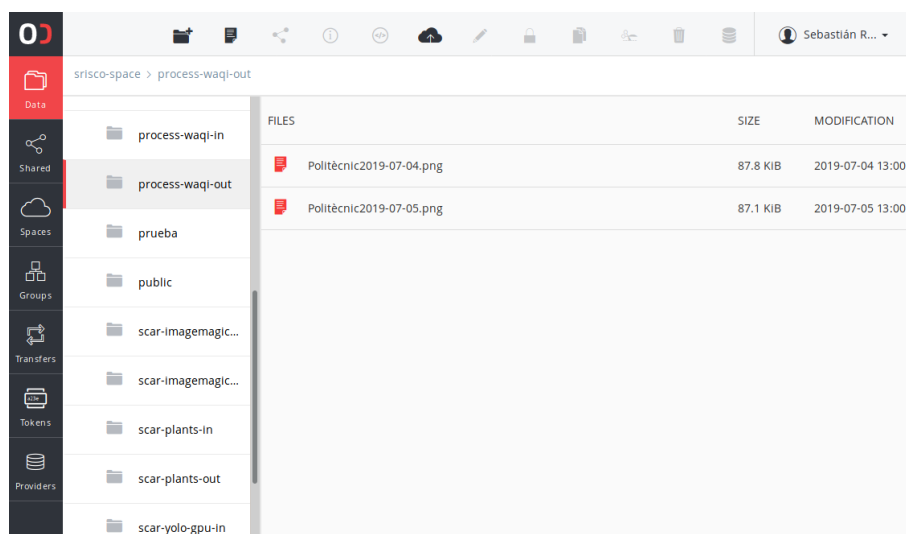 Sebastián R...
Data
Shared
Spaces
Groups
Transfers
Tokens
Providers
srisco-space > process-waqi-out
process-waqi-in
process-waqi-out
prueba
public
scar-imagemagic...
scar-imagemagic...
scar-plants-in
scar-plants-out
scar-yolo-gpu-in
FILES SIZE MODIFICATION
Politècnic2019-07-04.png 87.8 KiB 2019-07-04 13:00
Politècnic2019-07-05.png 87.1 KiB 2019-07-05 13:00